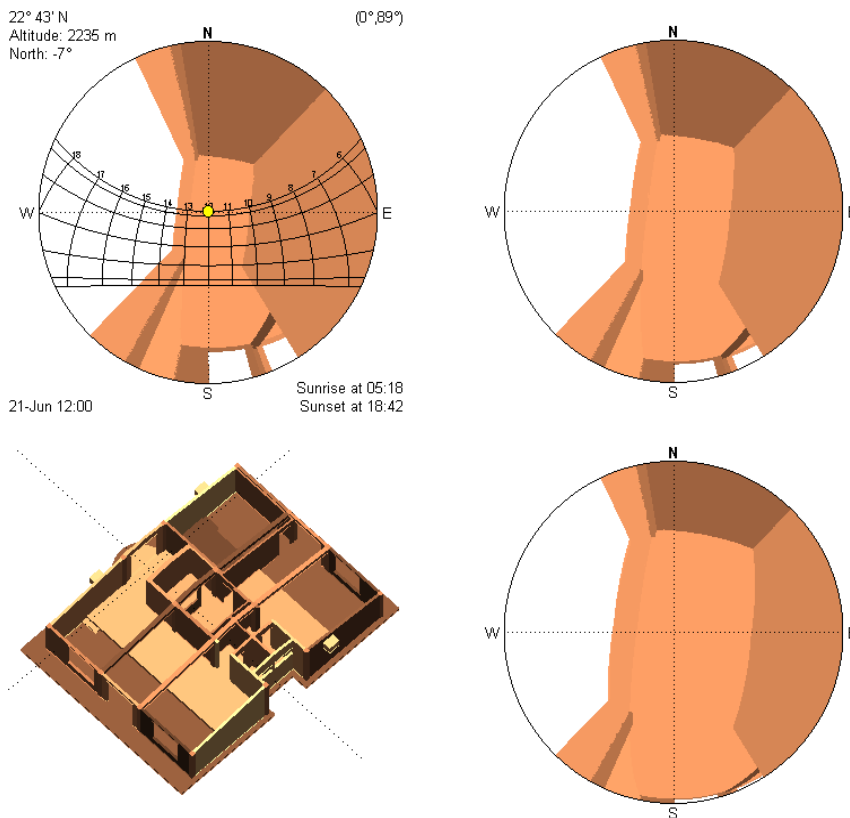 22° 43' N
(0°,89°)
Altitude: 2235 m
North: -7°
N
18
17
16
15
14
13
12
11
10
9
8
7
6
W
E
S
Sunrise at 05:18
21-Jun 12:00
Sunset at 18:42
N
W
S
N
W
S